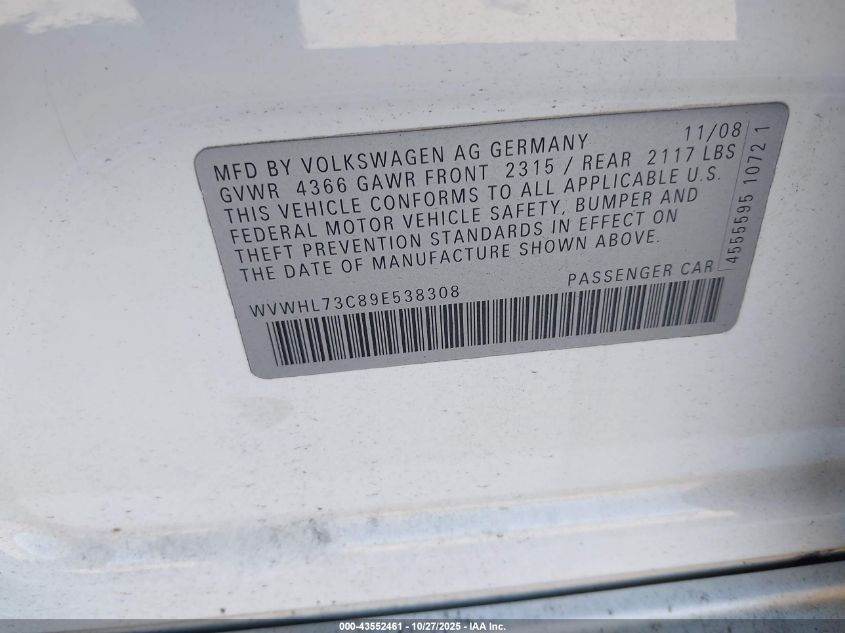 MFD BY VOLKSWAGEN AG GERMANY 11/08
GVWR 4366 GAWR FRONT 2315 / REAR 2117 LBS
THIS VEHICLE CONFORMS TO ALL APPLICABLE U.S.
FEDERAL MOTOR VEHICLE SAFETY, BUMPER AND
THEFT PREVENTION STANDARDS IN EFFECT ON
THE DATE OF MANUFACTURE SHOWN ABOVE.
WVWHL73C89E538308 PASSENGER CAR
4555595 1072 1
000-43552461 - 10/27/2025 - IAA Inc.